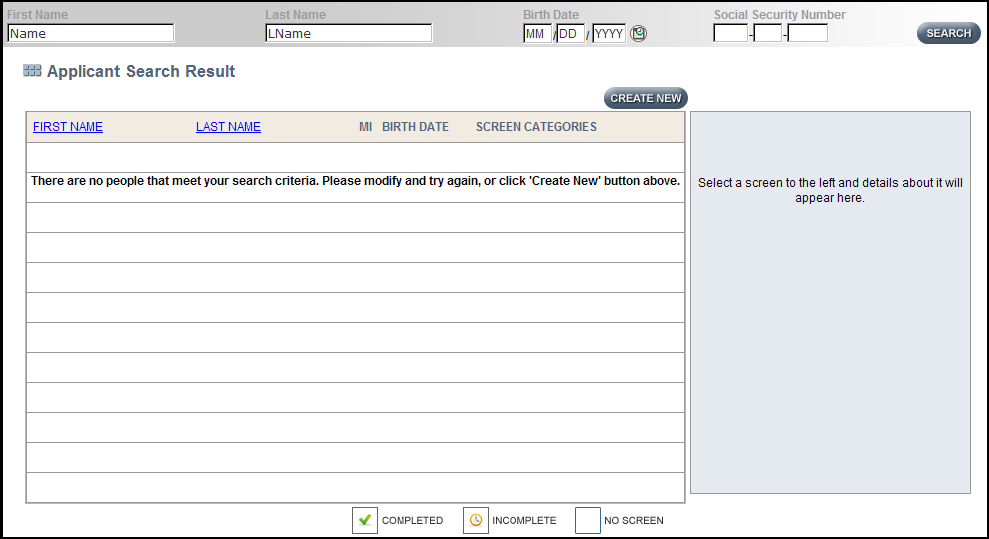 First Name Last Name Birth Date Social Security Number
Name LName MM / DD / YYYY - - SEARCH
Applicant Search Result
CREATE NEW
FIRST NAME LAST NAME MI BIRTH DATE SCREEN CATEGORIES
There are no people that meet your search criteria. Please modify and try again, or click 'Create New' button above.
Select a screen to the left and details about it will
appear here.
COMPLETED INCOMPLETE NO SCREEN